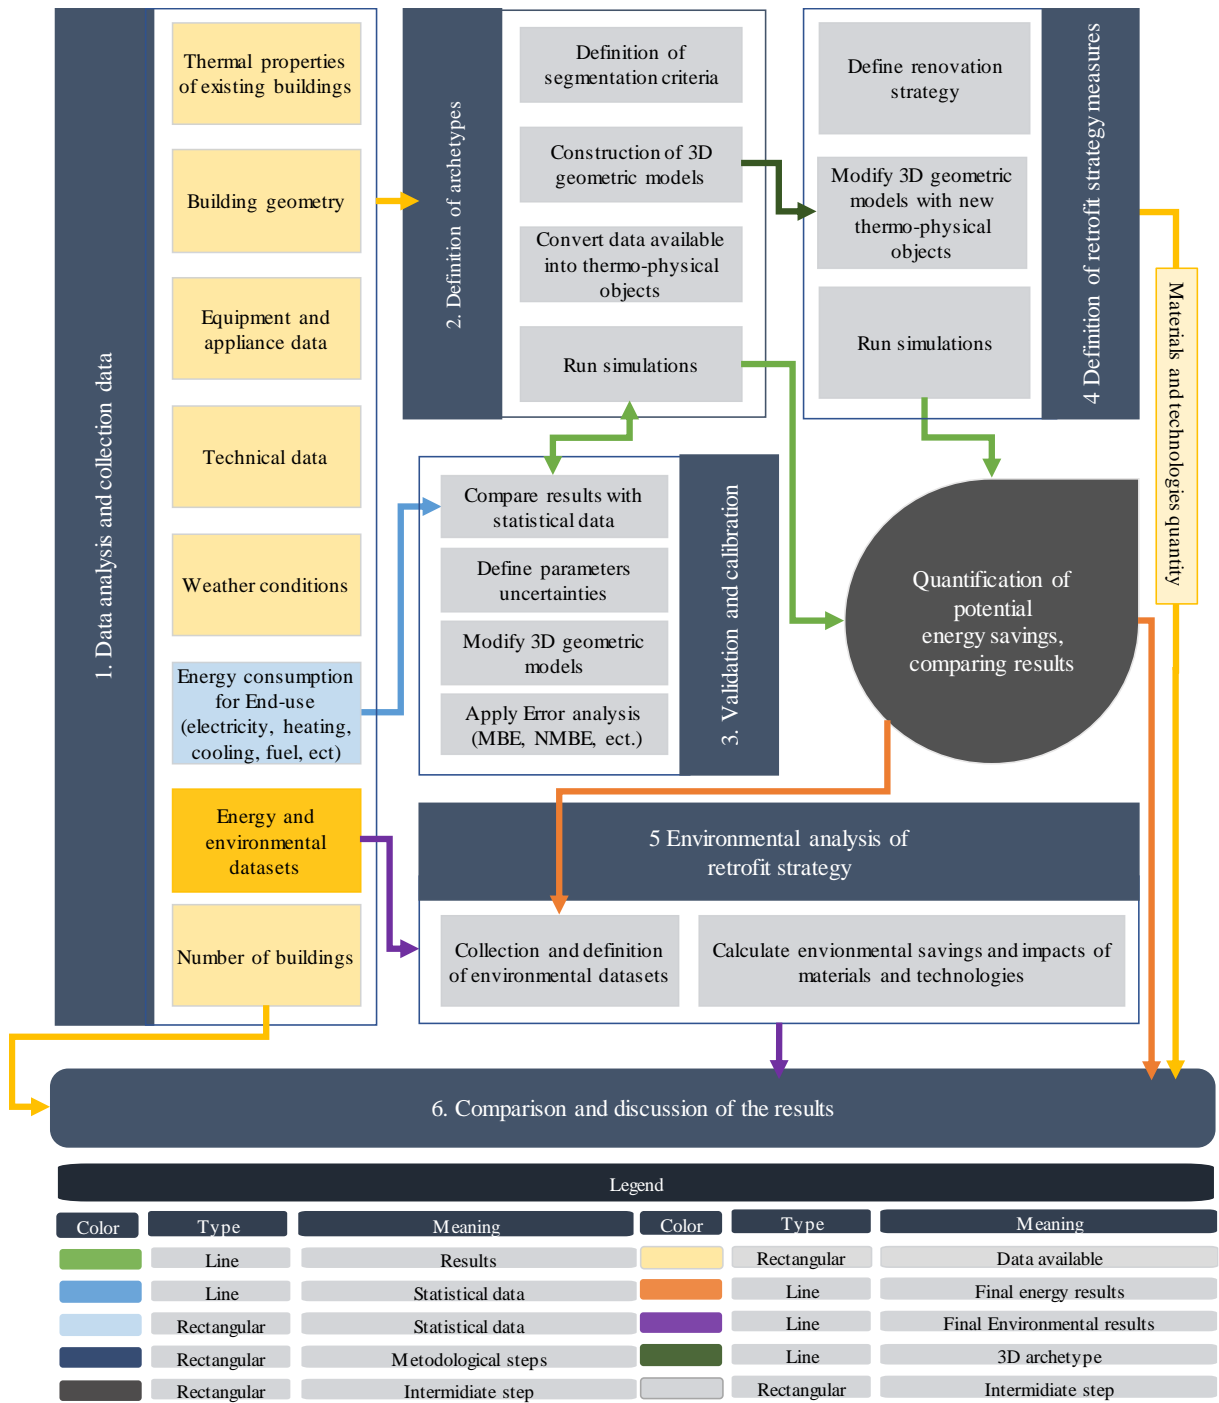 1. Data analysis and collection data
Thermal properties
of existing buildings
Building geometry
Equipment and
appliance data
Technical data
Weather conditions
Energy consumption
for End-use
(electricity, heating,
cooling, fuel, ect)
Energy and
environmental
datasets
Number of buildings
2. Definition of archetypes
Definition of
segmentation criteria
Construction of 3D
geometric models
Convert data available
into thermo-physical
objects
Run simulations
Define renovation
strategy
Modify 3D geometric
models with new
thermo-physical
objects
Run simulations
4 Definition of retrofit strategy measures
Materials and technologies quantity
Compare results with
statistical data
Define parameters
uncertainties
Modify 3D geometric
models
Apply Error analysis
(MBE, NMBE, ect.)
3. Validation and calibration
Quantification of
potential
energy savings,
comparing results
5 Environmental analysis of
retrofit strategy
Collection and definition
of environmental datasets
Calculate envionmental savings and impacts of
materials and technologies
6. Comparison and discussion of the results
Legend
Color Type Meaning Color Type Meaning
Line Results Rectangular Data available
Line Statistical data Line Final energy results
Rectangular Statistical data Line Final Environmental results
Rectangular Metodological steps Line 3D archetype
Rectangular Intermidiate step Rectangular Intermidiate step